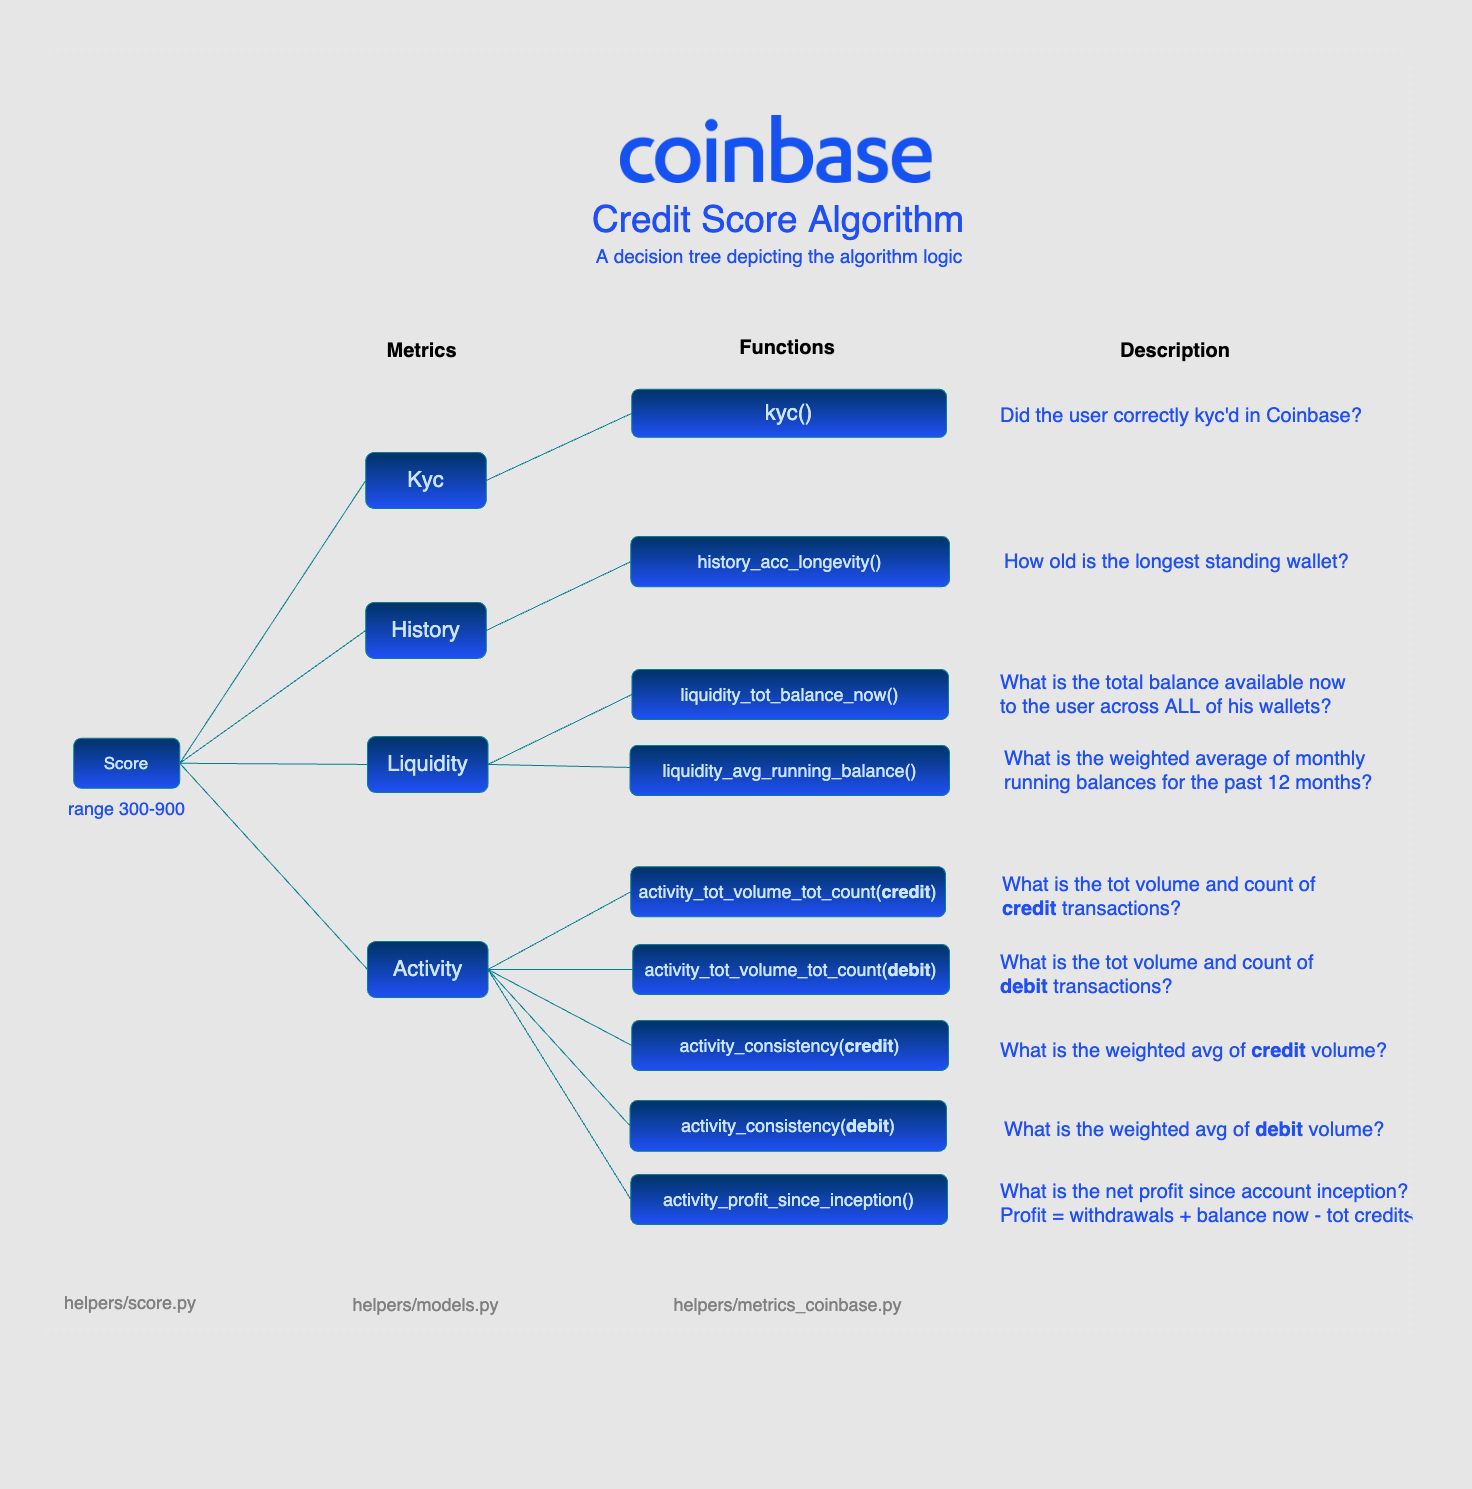 coinbase
Credit Score Algorithm
A decision tree depicting the algorithm logic
Metrics
Functions
Description
Score
range 300-900
Kyc
kyc()
Did the user correctly kyc'd in Coinbase?
History
history_acc_longevity()
How old is the longest standing wallet?
Liquidity
liquidity_tot_balance_now()
What is the total balance available now
to the user across ALL of his wallets?
liquidity_avg_running_balance()
What is the weighted average of monthly
running balances for the past 12 months?
Activity
activity_tot_volume_tot_count(credit)
What is the tot volume and count of
credit transactions?
activity_tot_volume_tot_count(debit)
What is the tot volume and count of
debit transactions?
activity_consistency(credit)
What is the weighted avg of credit volume?
activity_consistency(debit)
What is the weighted avg of debit volume?
activity_profit_since_inception()
What is the net profit since account inception?
Profit = withdrawals + balance now - tot credits
helpers/score.py
helpers/models.py
helpers/metrics_coinbase.py